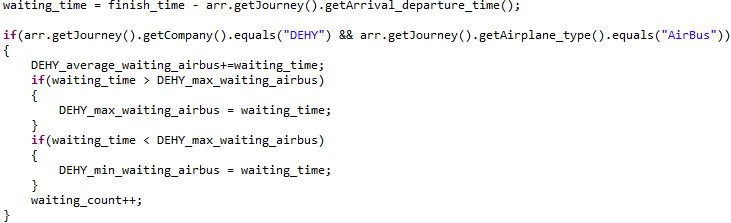 waiting_time = finish_time - arr.getJourney().getArrival_departure_time();
if(arr.getJourney().getCompany().equals("DEHY") && arr.getJourney().getAirplane_type().equals("AirBus"))
{
DEHY_average_waiting_airbus+=waiting_time;
if(waiting_time > DEHY_max_waiting_airbus)
{
DEHY_max_waiting_airbus = waiting_time;
}
if(waiting_time < DEHY_max_waiting_airbus)
{
DEHY_min_waiting_airbus = waiting_time;
}
waiting_count++;
}